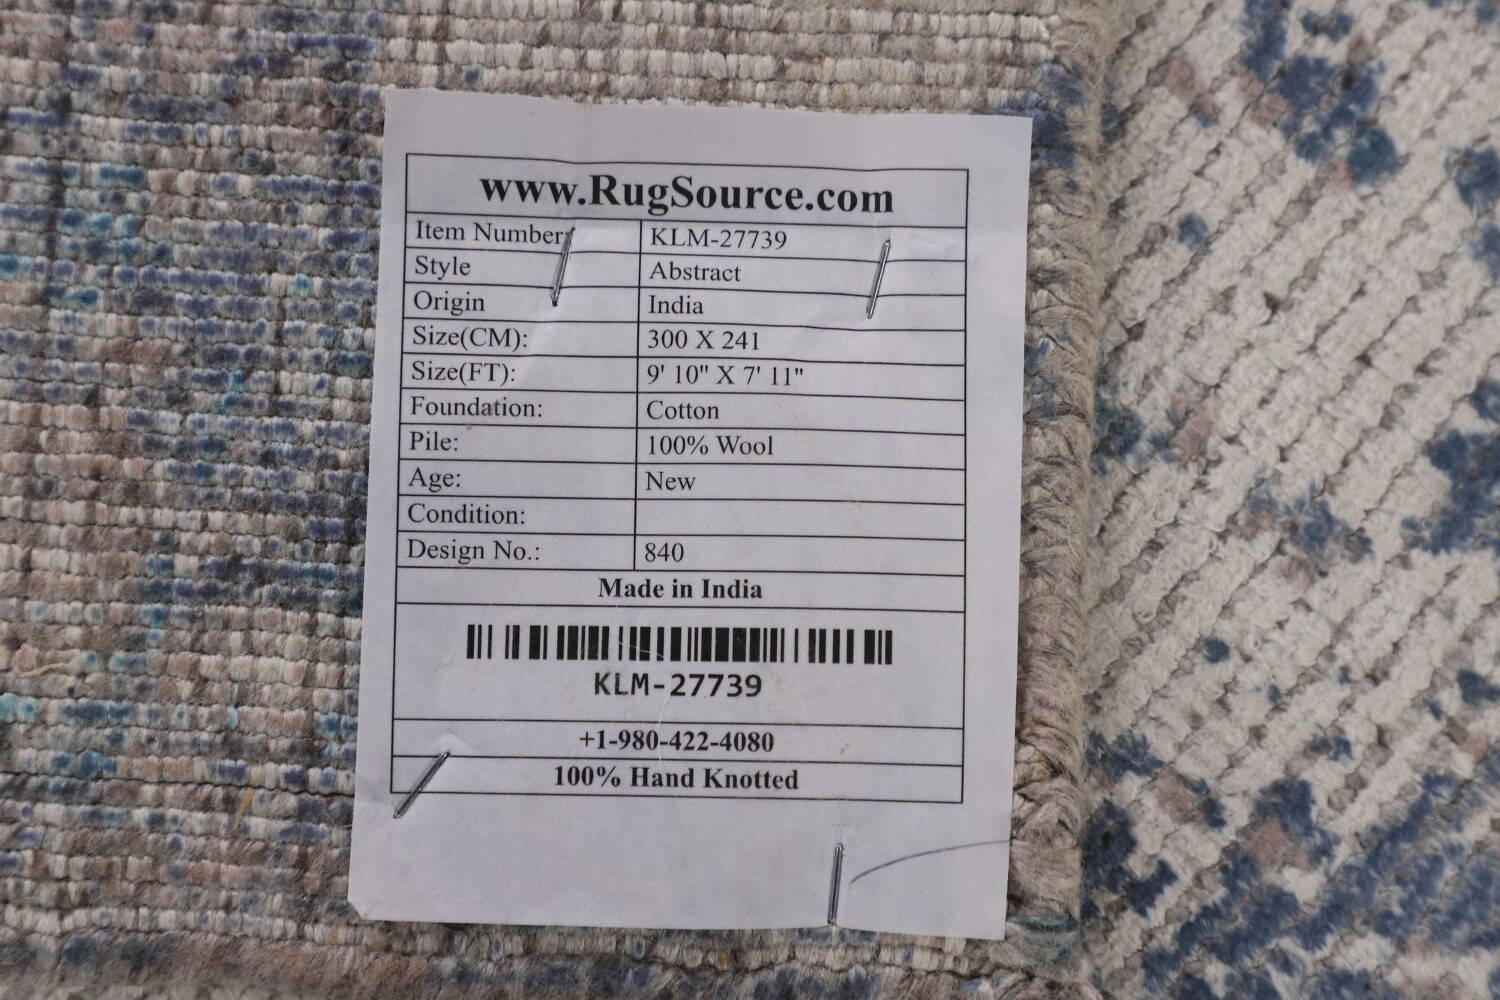 www.RugSource.com
Item Number: KLM-27739
Style Abstract
Origin India
Size(CM): 300 X 241
Size(FT): 9' 10" X 7' 11"
Foundation: Cotton
Pile: 100% Wool
Age: New
Condition:
Design No.: 840
Made in India
KLM-27739
+1-980-422-4080
100% Hand Knotted